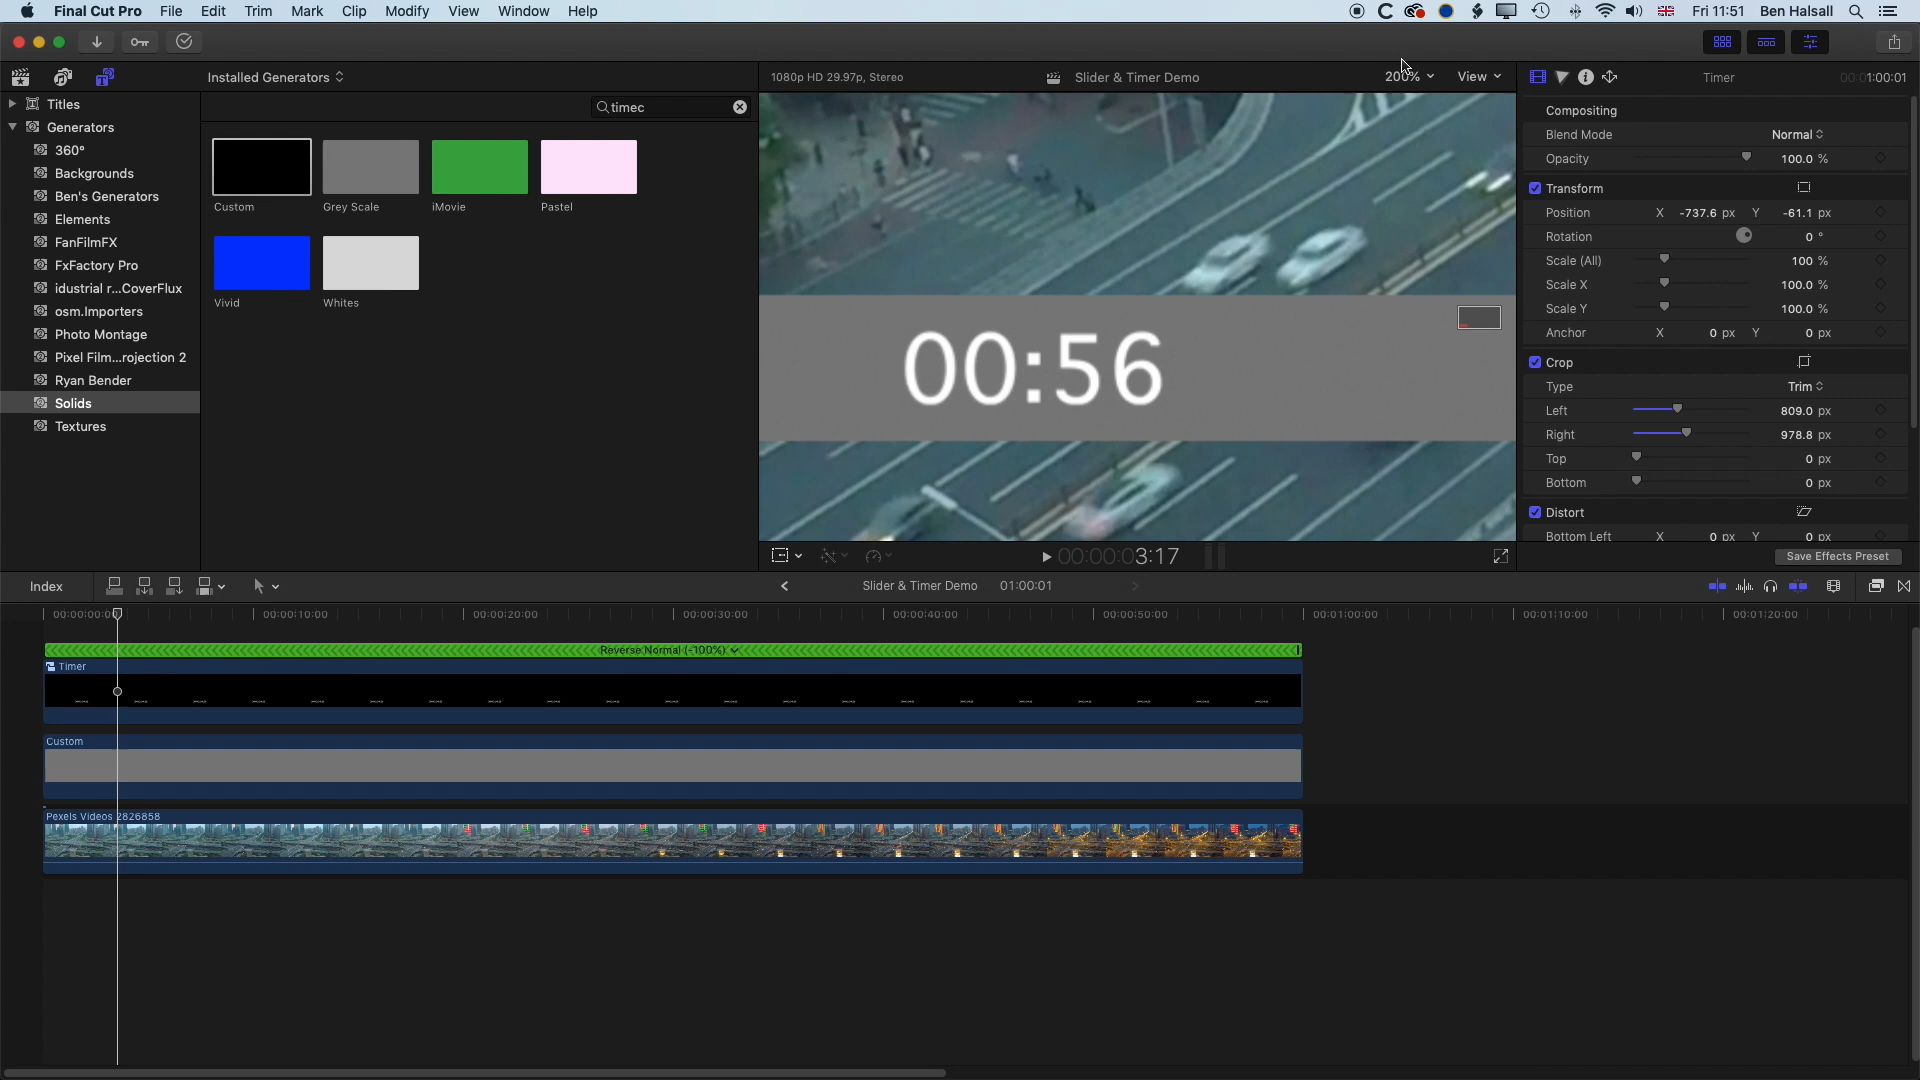 Final Cut Pro File Edit Trim Mark Clip Modify View Window Help Fri 11:51 Ben Halsall
Installed Generators 1080p HD 29.97p, Stereo Slider & Timer Demo 200% View Timer 00:01:00:01
Titles
Generators
360°
Backgrounds
Ben's Generators
Elements
FanFilmFX
FxFactory Pro
idustrial r...CoverFlux
osm.Importers
Photo Montage
Pixel Film...rojection 2
Ryan Bender
Solids
Textures
timec
Custom Grey Scale iMovie Pastel
Vivid Whites
00:56
Compositing
Blend Mode Normal
Opacity 100.0 %
Transform
Position X -737.6 px Y -61.1 px
Rotation 0 °
Scale (All) 100 %
Scale X 100.0 %
Scale Y 100.0 %
Anchor X 0 px Y 0 px
Crop
Type Trim
Left 809.0 px
Right 978.8 px
Top 0 px
Bottom 0 px
Distort
Bottom Left X 0 px Y 0 px
00:00:03:17 Save Effects Preset
Index Slider & Timer Demo 01:00:01
00:00:00:00 00:00:10:00 00:00:20:00 00:00:30:00 00:00:40:00 00:00:50:00 00:01:00:00 00:01:10:00 00:01:20:00
Reverse Normal (-100%)
Timer
Custom
Pexels Videos 2826858